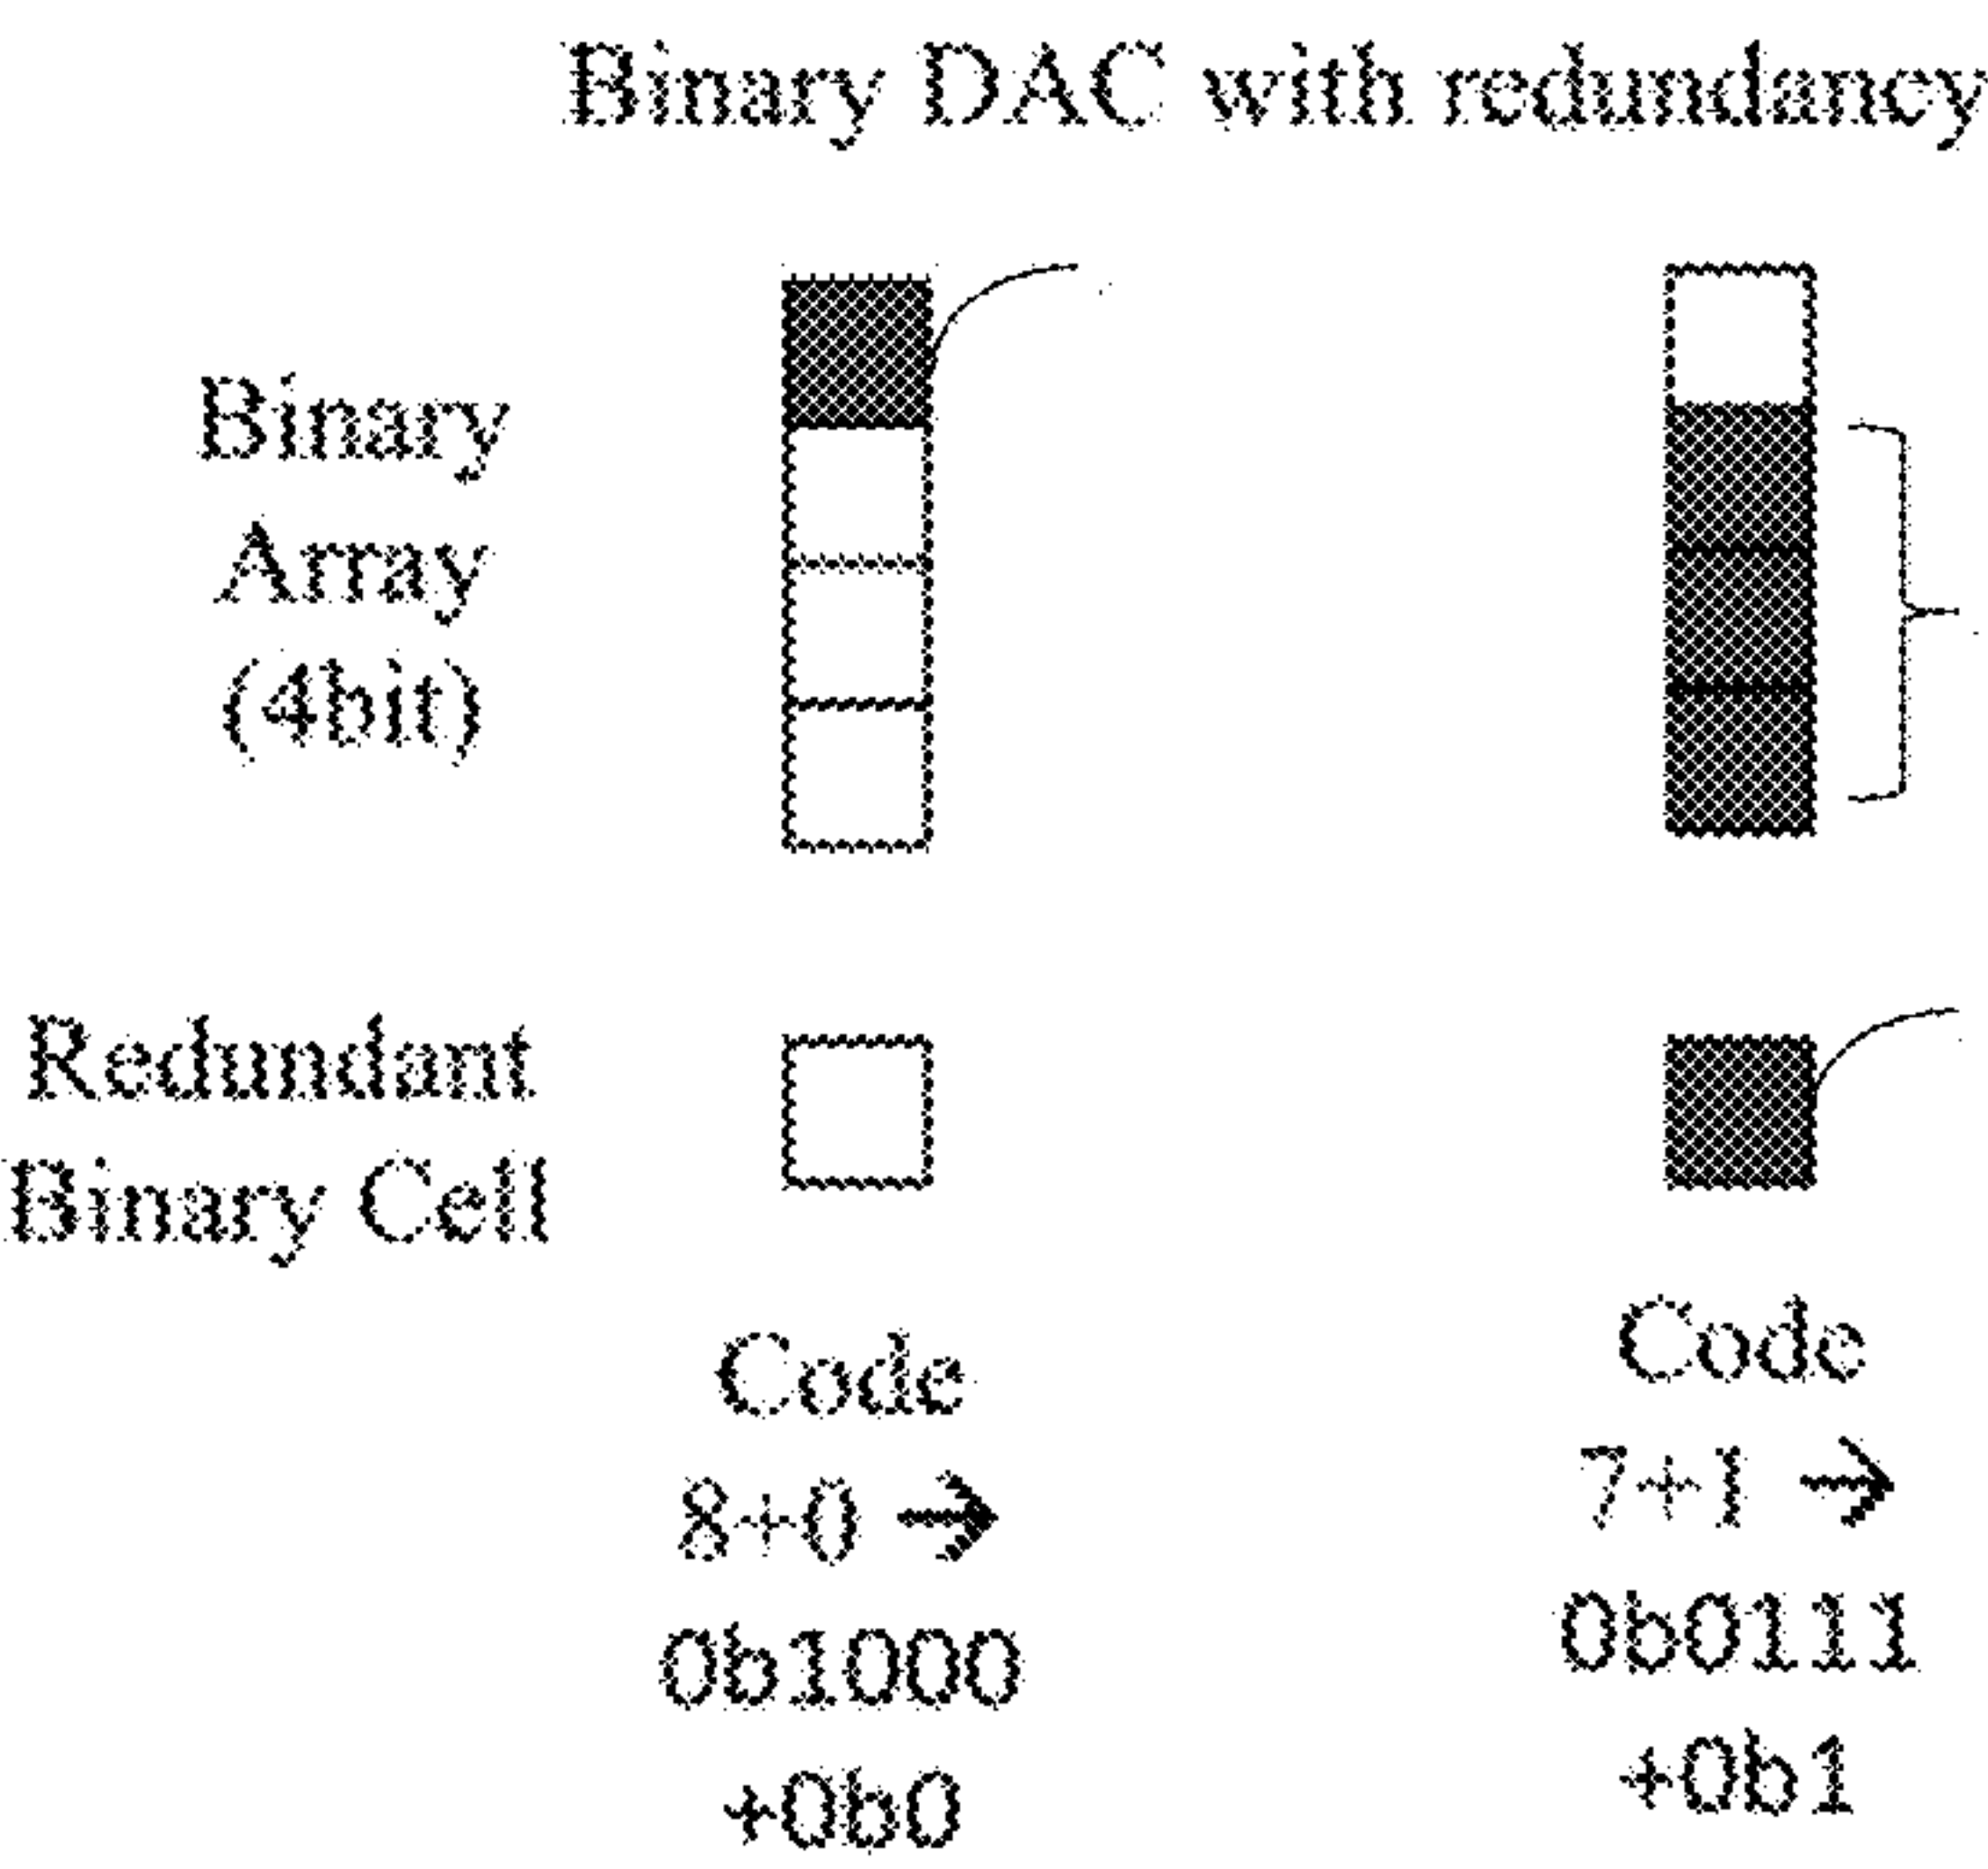 Binary DAC with redundancy
Binary
Array
(4bit)
Redundant
Binary Cell
Code
8+0 →
0b1000
+0b0
Code
7+1 →
0b0111
+0b1